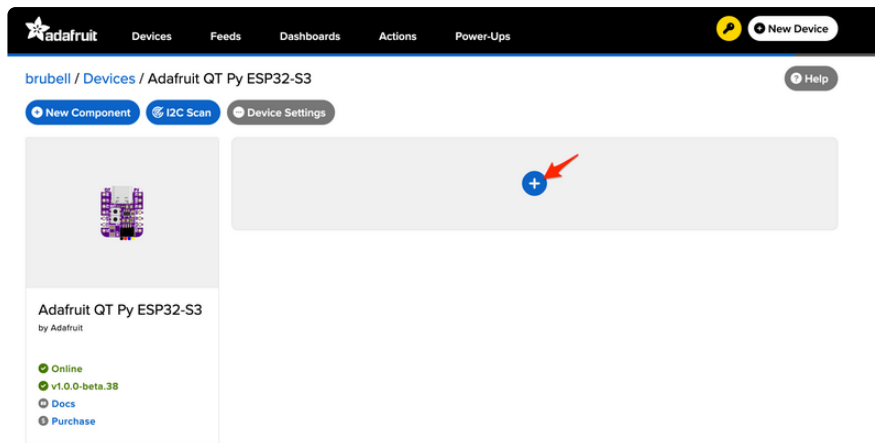 adafruit Devices Feeds Dashboards Actions Power-Ups New Device
brubell / Devices / Adafruit QT Py ESP32-S3 Help
New Component I2C Scan Device Settings
Adafruit QT Py ESP32-S3
by Adafruit
Online
v1.0.0-beta.38
Docs
Purchase